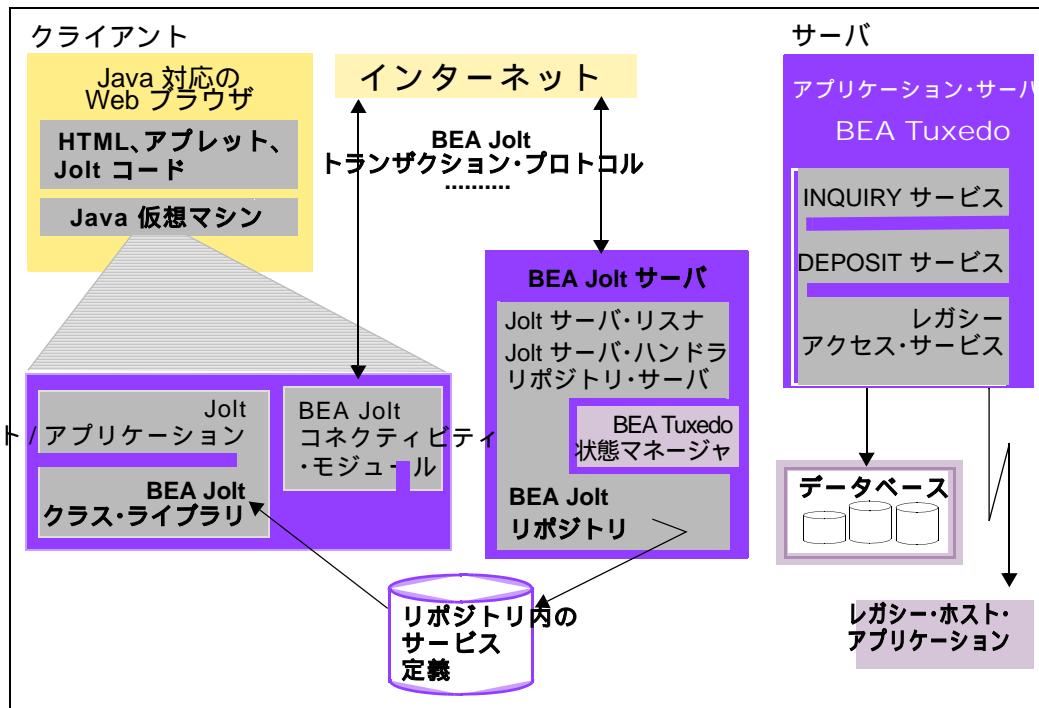 クライアント
Java 対応の
Web ブラウザ
HTML、アプレット、
Jolt コード
Java 仮想マシン
インターネット
BEA Jolt
トランザクション・プロトコル
..........
サーバ
アプリケーション・サーバ
BEA Tuxedo
INQUIRY サービス
DEPOSIT サービス
レガシー
アクセス・サービス
BEA Jolt サーバ
Jolt サーバ・リスナ
Jolt サーバ・ハンドラ
リポジトリ・サーバ
BEA Tuxedo
状態マネージャ
BEA Jolt
リポジトリ
Jolt
ト / アプリケーション
BEA Jolt
クラス・ライブラリ
BEA Jolt
コネクティビティ
・モジュール
データベース
リポジトリ内の
サービス
定義
レガシー・ホスト・
アプリケーション